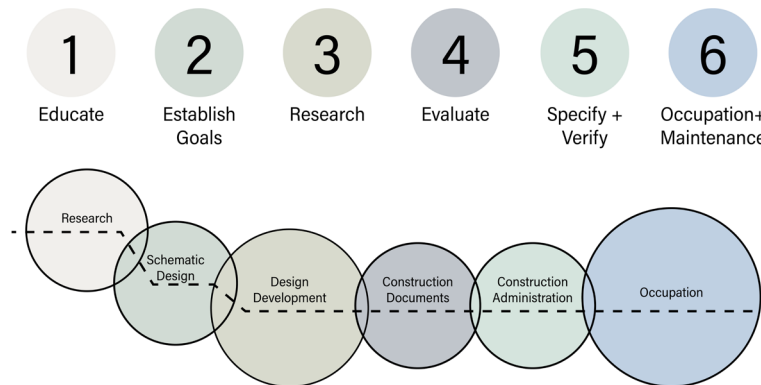 1 2 3 4 5 6
Educate
Establish
Goals
Research
Evaluate
Specify +
Verify
Occupation+
Maintenance
Research
Schematic
Design
Design
Development
Construction
Documents
Construction
Administration
Occupation